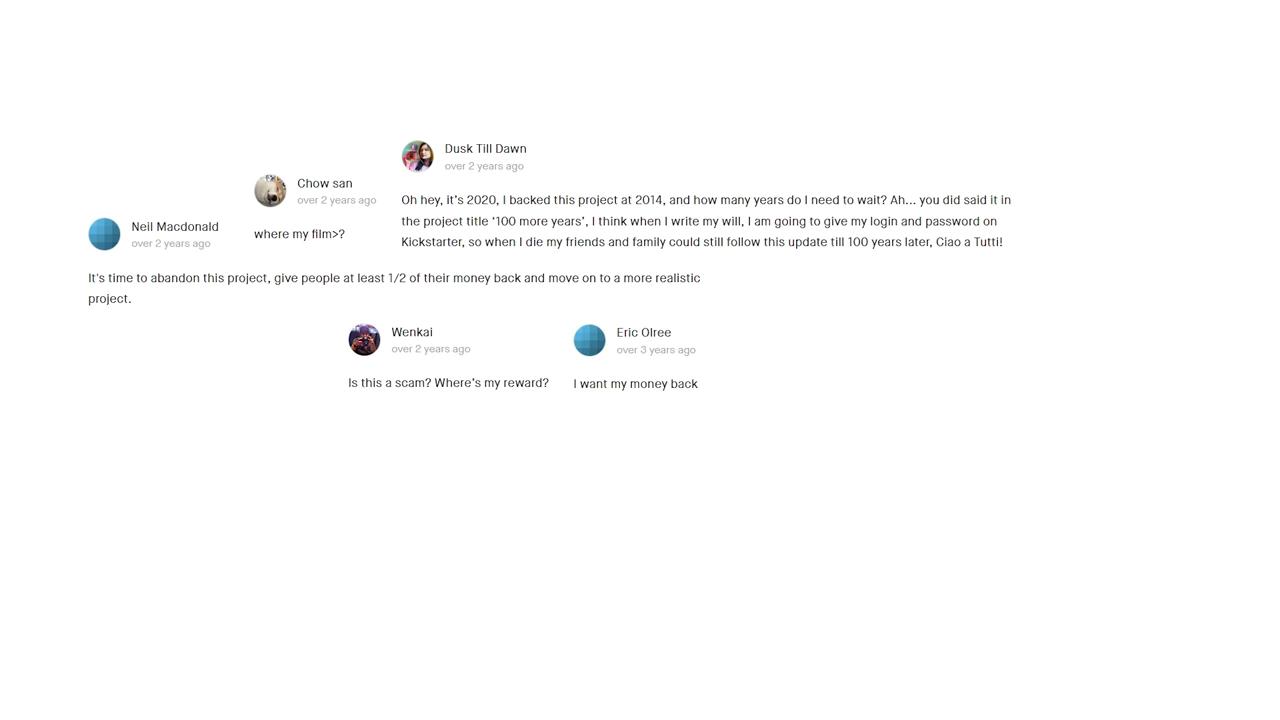 Dusk Till Dawn
over 2 years ago
Oh hey, it's 2020, I backed this project at 2014, and how many years do I need to wait? Ah... you did said it in
the project title ‘100 more years’, I think when I write my will, I am going to give my login and password on
Kickstarter, so when I die my friends and family could still follow this update till 100 years later, Ciao a Tutti!
Chow san
over 2 years ago
where my film>?
Neil Macdonald
over 2 years ago
It's time to abandon this project, give people at least 1/2 of their money back and move on to a more realistic
project.
Wenkai
over 2 years ago
Is this a scam? Where's my reward?
Eric Olree
over 3 years ago
I want my money back